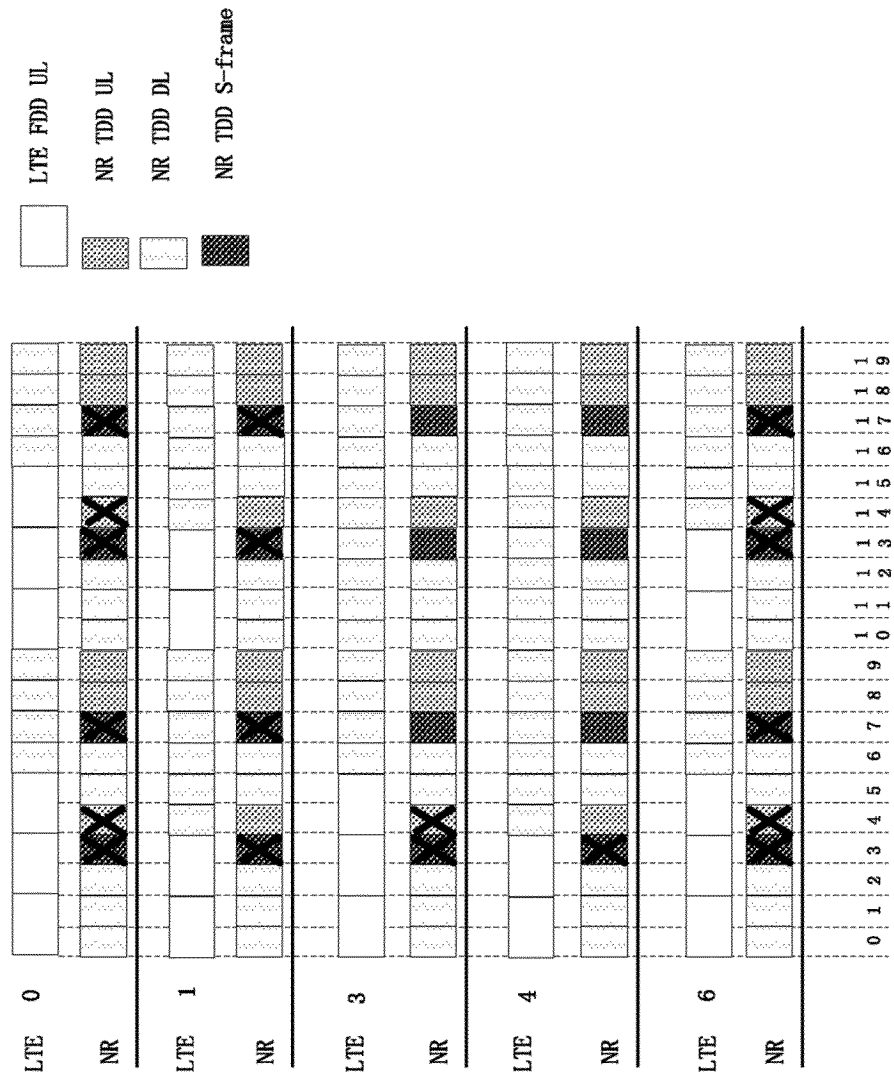 LTE FDD UL
NR TDD UL
NR TDD DL
NR TDD S-frame
LTE 0
NR
LTE 1
NR
LTE 3
NR
LTE 4
NR
LTE 6
NR
0 1 2 3 4 5 6 7 8 9 10 11 12 13 14 15 16 17 18 19